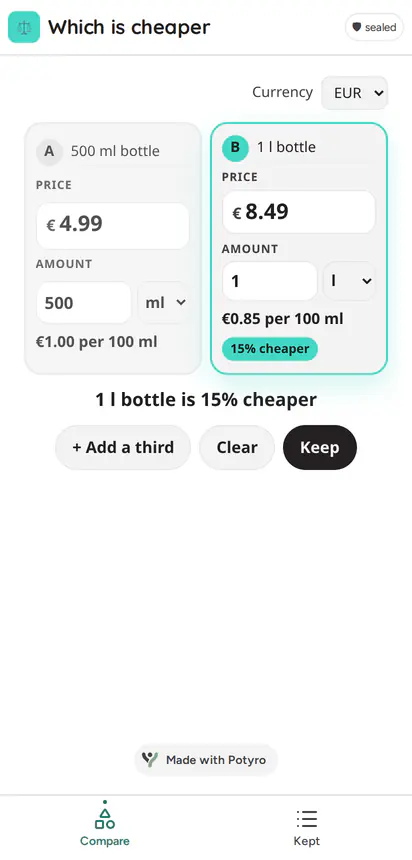 Which is cheaper
sealed
Currency
EUR
A
500 ml bottle
PRICE
€ 4.99
AMOUNT
500
ml
€1.00 per 100 ml
B
1 l bottle
PRICE
€ 8.49
AMOUNT
1
l
€0.85 per 100 ml
15% cheaper
1 l bottle is 15% cheaper
+ Add a third
Clear
Keep
Made with Potyro
Compare
Kept